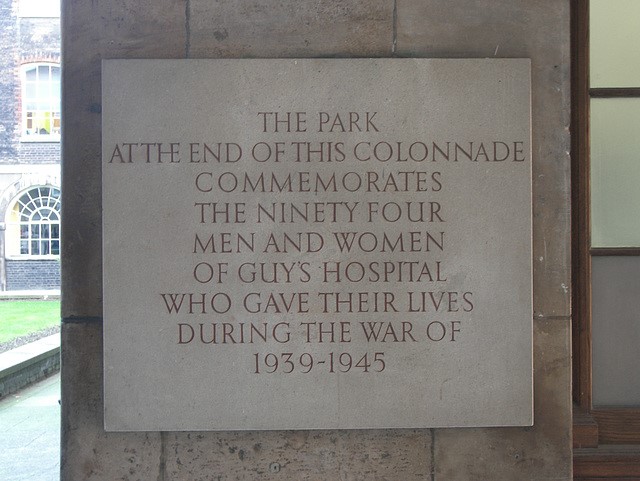 THE PARK
AT THE END OF THIS COLONNADE
COMMEMORATES
THE NINETY FOUR
MEN AND WOMEN
OF GUY'S HOSPITAL
WHO GAVE THEIR LIVES
DURING THE WAR OF
1939-1945